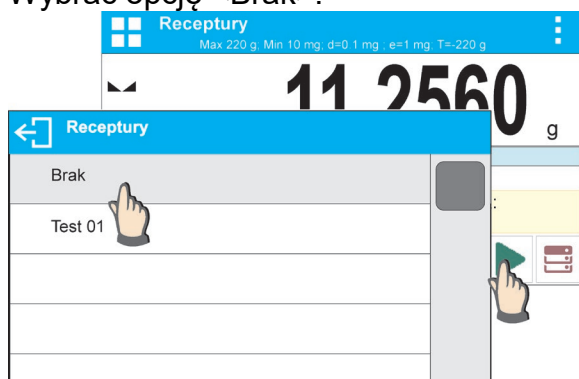 Wybrać opcję <Brak>.
Receptury
Max 220 g; Min 10 mg; d=0.1 mg ; e=1 mg; T=-220 g
11.2560
g
Receptury
Brak
Test 01
: